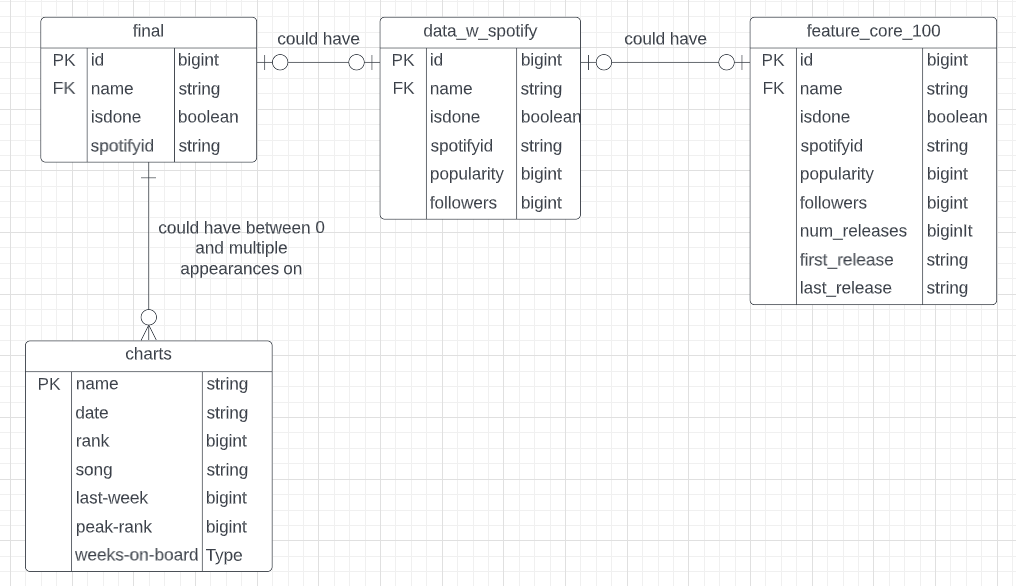 final
PK id bigint
FK name string
isdone boolean
spotifyid string
could have
data_w_spotify
PK id bigint
FK name string
isdone boolean
spotifyid string
popularity bigint
followers bigint
could have
feature_core_100
PK id bigint
FK name string
isdone boolean
spotifyid string
popularity bigint
followers bigint
num_releases biginIt
first_release string
last_release string
could have between 0
and multiple
appearances on
charts
PK name string
date string
rank bigint
song string
last-week bigint
peak-rank bigint
weeks-on-board Type